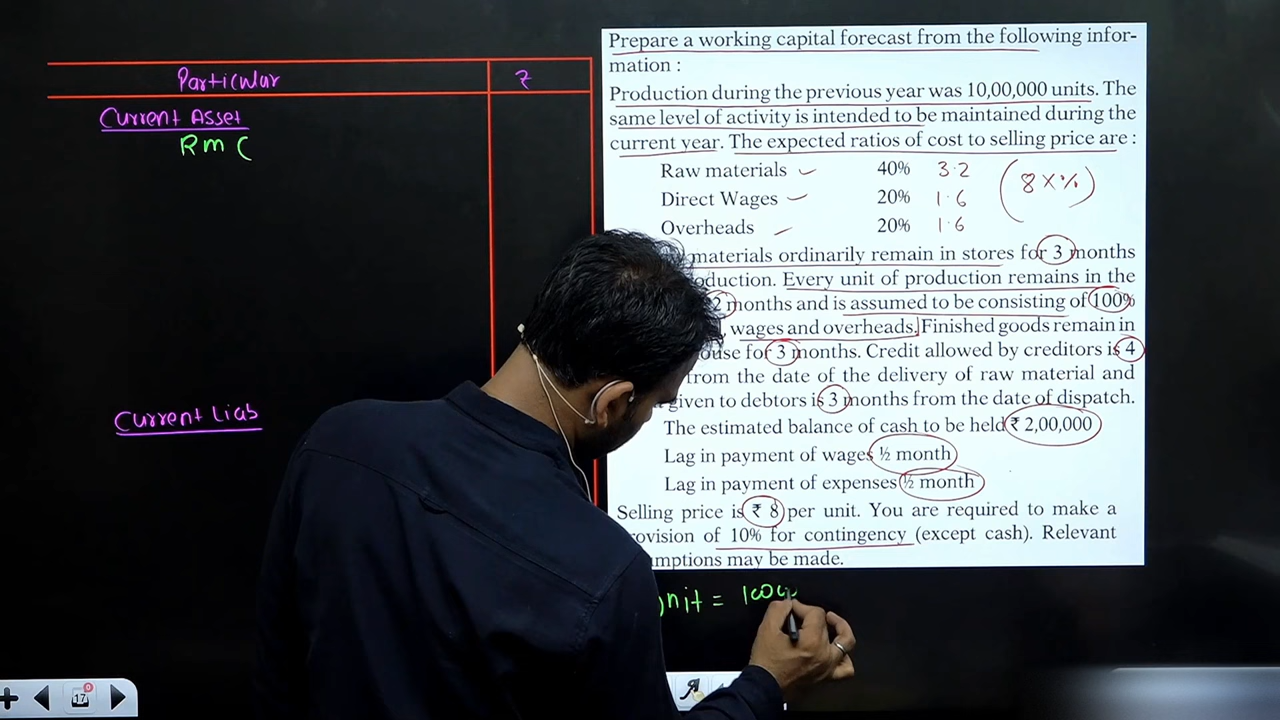 Particular ₹
Current Asset
RMC
Current Liab
Prepare a working capital forecast from the following infor-
mation :
Production during the previous year was 10,00,000 units. The
same level of activity is intended to be maintained during the
current year. The expected ratios of cost to selling price are :
Raw materials 40% 3.2
Direct Wages 20% 1.6 (8×%)
Overheads 20% 1.6
materials ordinarily remain in stores for 3 months
oduction. Every unit of production remains in the
2 months and is assumed to be consisting of 100%
, wages and overheads. Finished goods remain in
ouse for 3 months. Credit allowed by creditors is 4
from the date of the delivery of raw material and
given to debtors is 3 months from the date of dispatch.
The estimated balance of cash to be held ₹ 2,00,000
Lag in payment of wages ½ month
Lag in payment of expenses ½ month
Selling price is ₹ 8 per unit. You are required to make a
rovision of 10% for contingency (except cash). Relevant
mptions may be made.
nit = 100
17